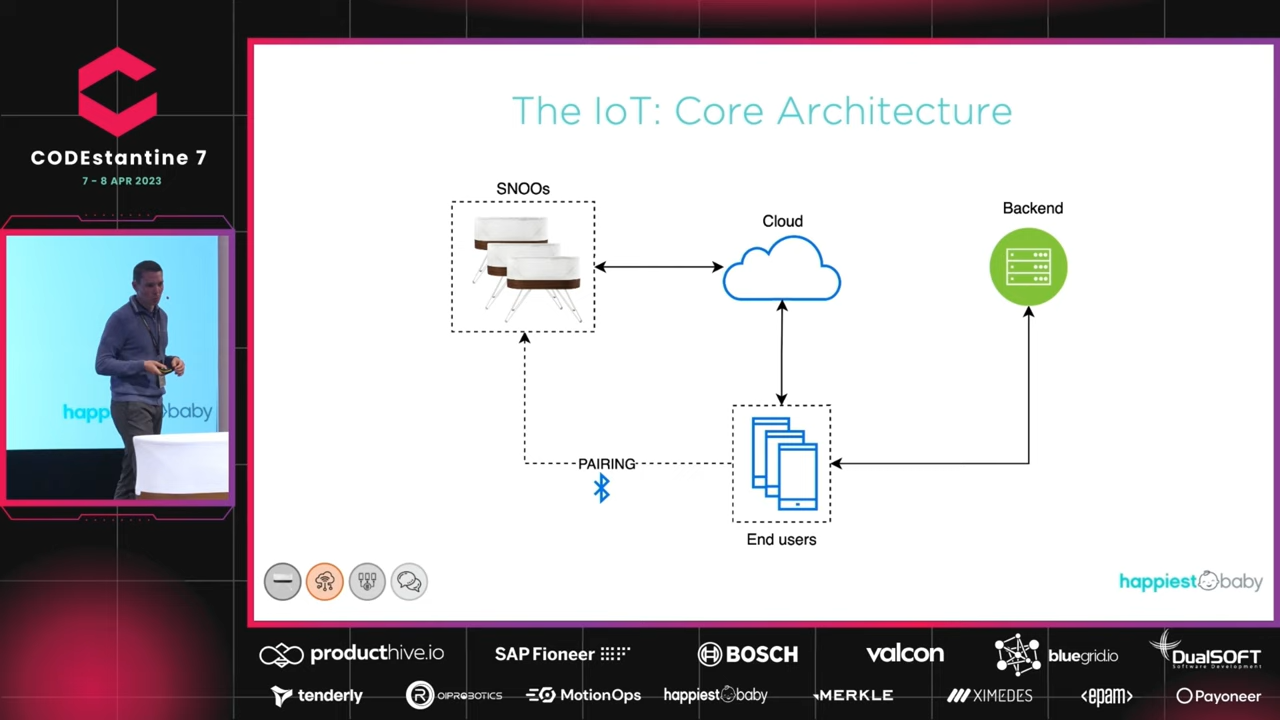 CODEstantine 7
7 - 8 APR 2023
The IoT: Core Architecture
SNOOs
Cloud
Backend
PAIRING
End users
happiest baby
happ baby
producthive.io
SAP Fioneer
BOSCH
valcon
bluegrid.io
DualSOFT
Software Development
tenderly
ROIPROBOTICS
MotionOps
happiest baby
MERKLE
XIMEDES
<epam>
Payoneer